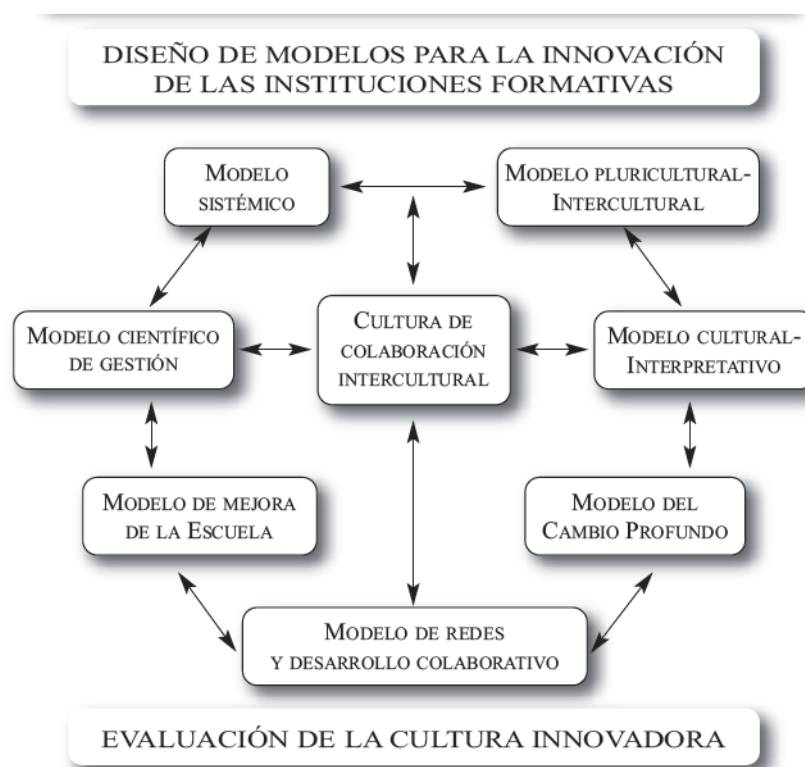 DISEÑO DE MODELOS PARA LA INNOVACIÓN
DE LAS INSTITUCIONES FORMATIVAS
MODELO
SISTÉMICO
MODELO PLURICULTURAL-
INTERCULTURAL
MODELO CIENTÍFICO
DE GESTIÓN
CULTURA DE
COLABORACIÓN
INTERCULTURAL
MODELO CULTURAL-
INTERPRETATIVO
MODELO DE MEJORA
DE LA ESCUELA
MODELO DEL
CAMBIO PROFUNDO
MODELO DE REDES
Y DESARROLLO COLABORATIVO
EVALUACIÓN DE LA CULTURA INNOVADORA